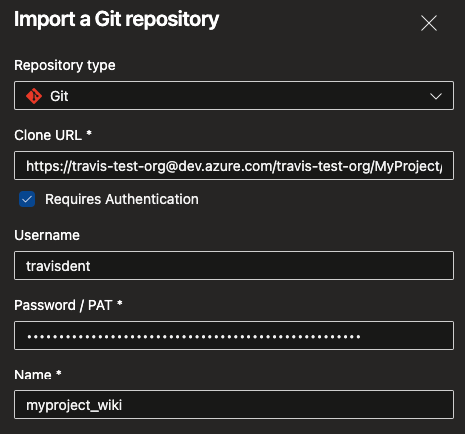 Import a Git repository
Repository type
Git
Clone URL *
https://travis-test-org@dev.azure.com/travis-test-org/MyProject/
Requires Authentication
Username
travisdent
Password / PAT *
••••••••••••••••••••••••••••••••••••••••••••••••••••
Name *
myproject_wiki